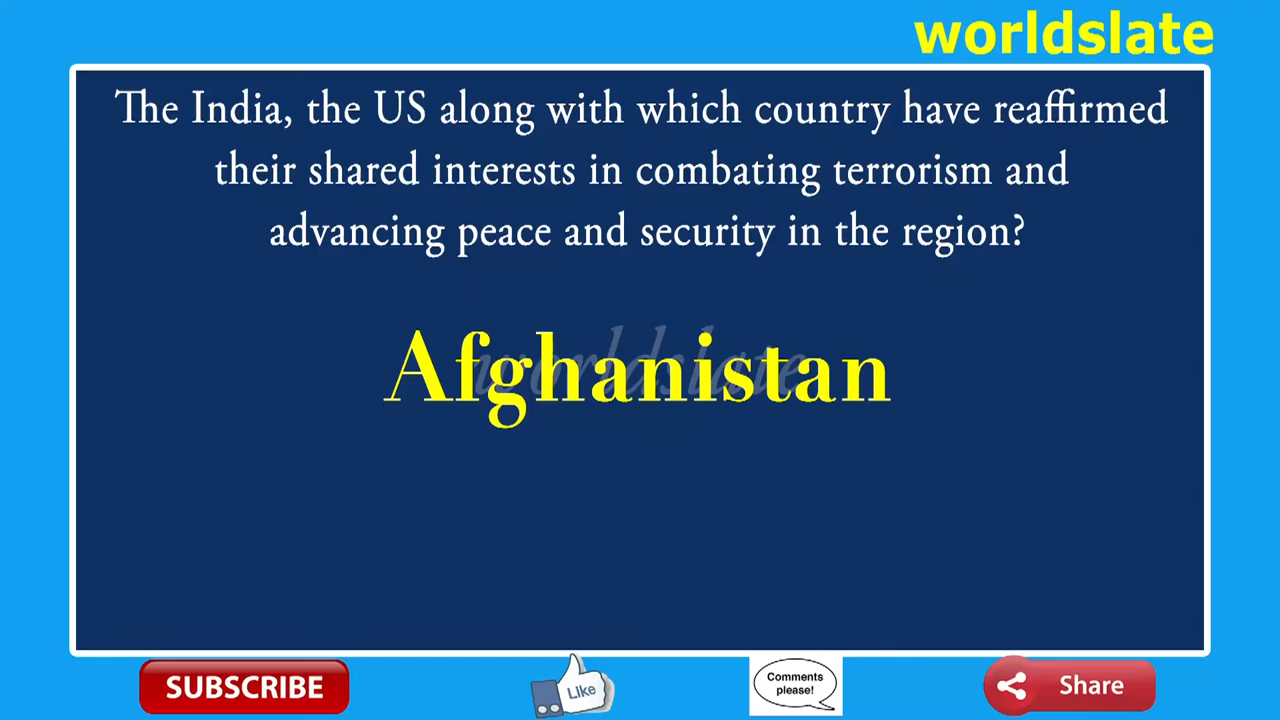 worldslate
The India, the US along with which country have reaffirmed
their shared interests in combating terrorism and
advancing peace and security in the region?
worldslate
Afghanistan
SUBSCRIBE
Like
Comments
please!
Share